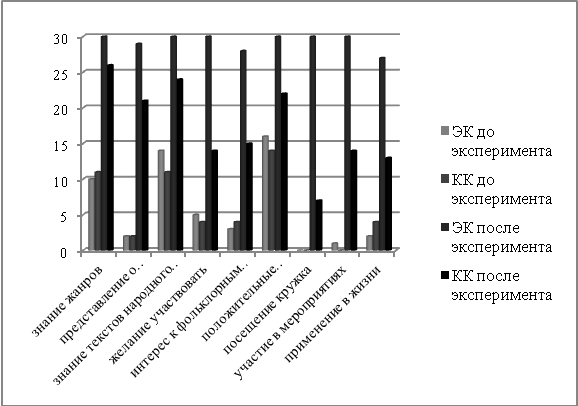 30
25
20
15
10
5
0
знание жанров
представление о..
знание текстов народного..
желание участвовать
интерес к фольклорным..
положительные..
посещение кружка
участие в мероприятиях
применение в жизни
ЭК до
эксперимента
КК до
эксперимента
ЭК после
эксперимента
КК после
эксперимента